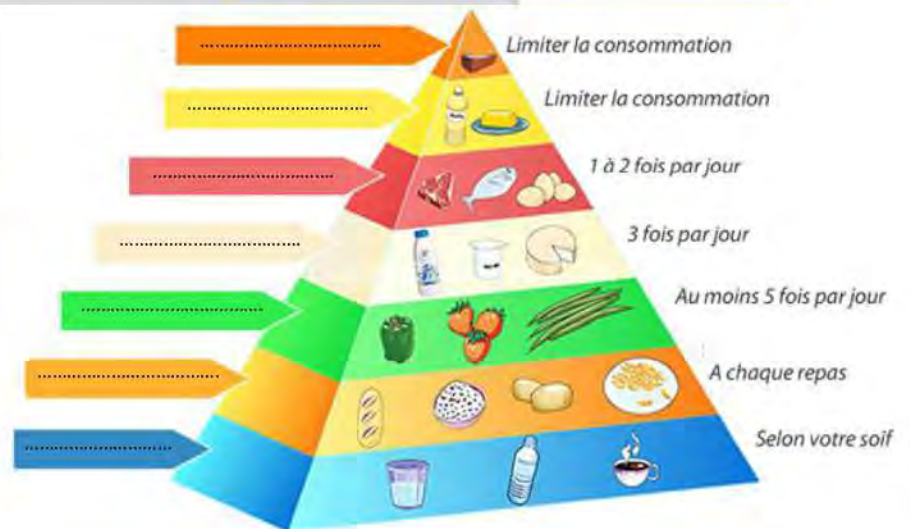 Limiter la consommation
Limiter la consommation
1 à 2 fois par jour
3 fois par jour
Au moins 5 fois par jour
A chaque repas
Selon votre soif